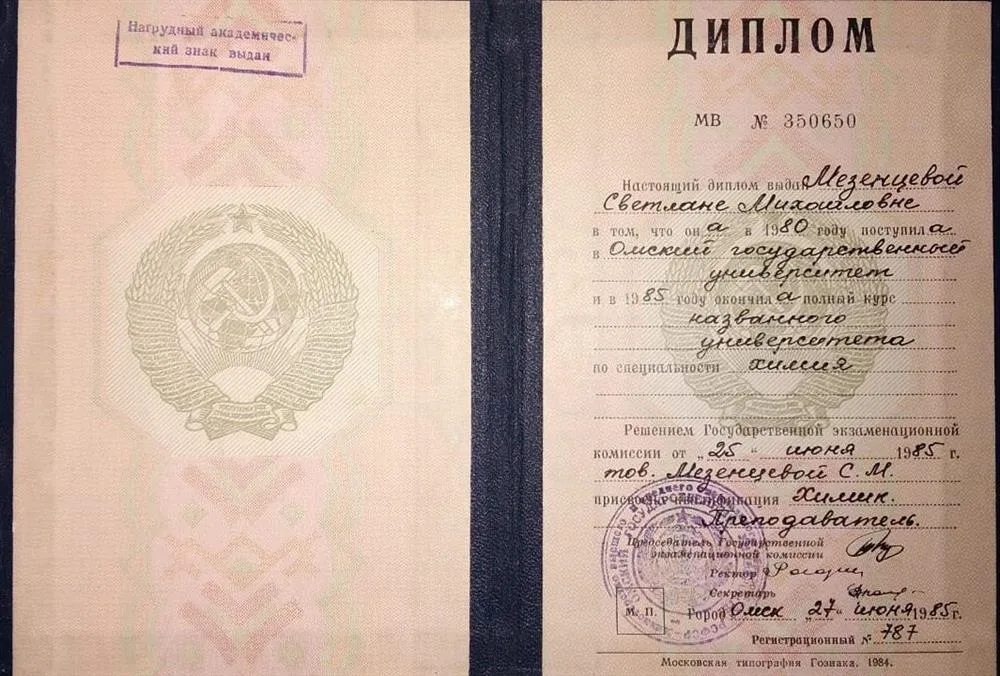 Нагрудный академичес-
кий знак выдан
ДИПЛОМ
МВ № 350650
Настоящий диплом выдан Мезенцевой
Светлане Михайловне
в том, что она в 1980 году поступила
в Омский государственный
университет
и в 1985 году окончила полный курс
названного
университета
по специальности химия
Решением Государственной экзаменационной
комиссии от „25" июня 1985 г.
тов. Мезенцевой С. М.
присвоена квалификация Химик.
Преподаватель.
Председатель Государственной
экзаменационной комиссии
Ректор
Секретарь
М. П. Город Омск „27" июня 1985 г.
Регистрационный № 787
Московская типография Гознака. 1984.